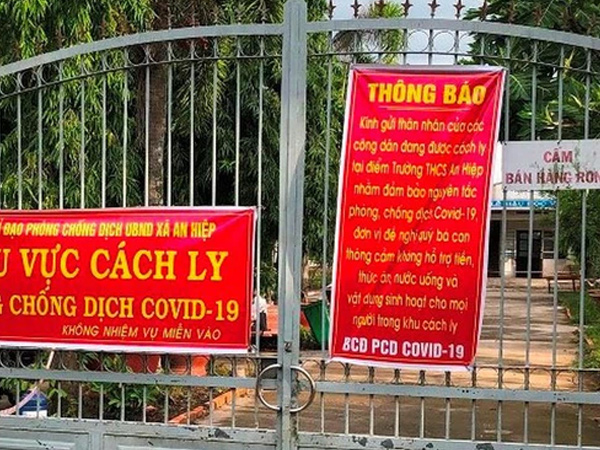 ĐẠO PHÒNG CHỐNG DỊCH UBND XÃ AN HIỆP
VỰC CÁCH LY
CHỐNG DỊCH COVID-19
KHÔNG NHIỆM VỤ MIỄN VÀO
THÔNG BÁO
Kính gửi thân nhân của các
công dân đang được cách ly
tại điểm Trường THCS An Hiệp
nhằm đảm bảo nguyên tắc
phòng, chống dịch Covid-19
đơn vị đề nghị quý bà con
thông cảm không hỗ trợ tiền,
thức ăn, nước uống và
vật dụng sinh hoạt cho mọi
người trong khu cách ly
BCD PCD COVID-19
CẤM
BÁN HÀNG RONG